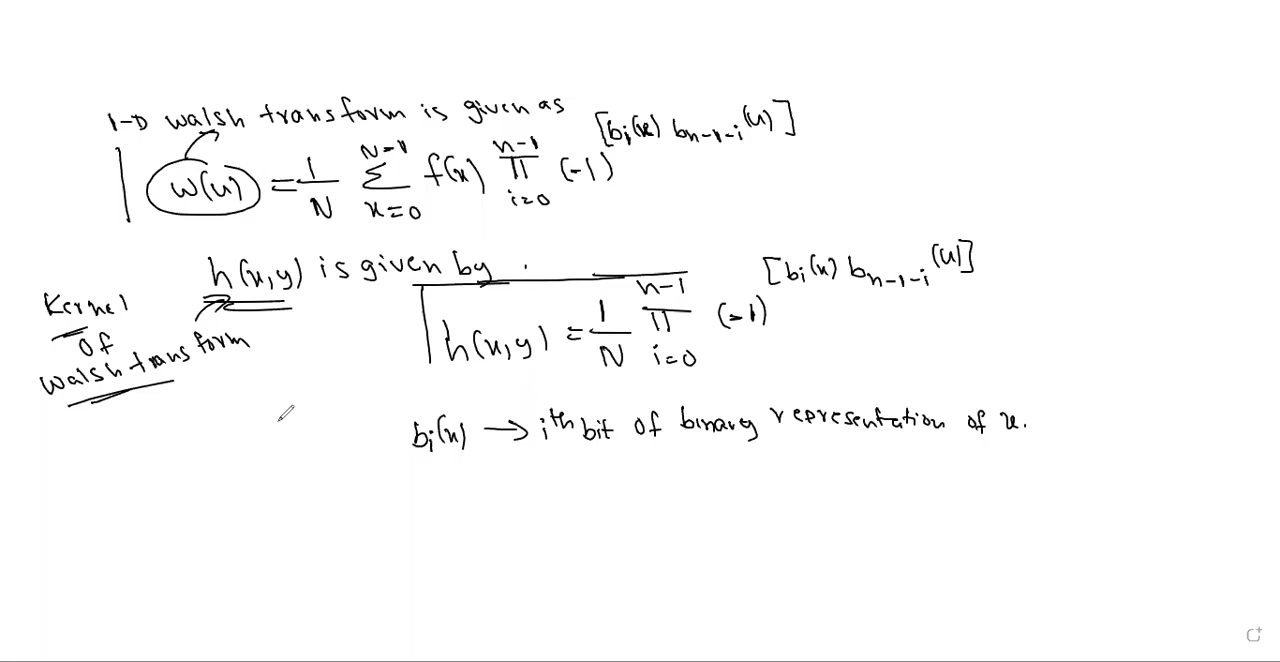 1-D walsh transform is given as
w(u) = 1/N Σ_{x=0}^{N-1} f(x) Π_{i=0}^{n-1} (-1)^{[b_i(x) b_{n-1-i}(u)]}
h(x,y) is given by .
Kernel
of
walsh transform
h(x,y) = 1/N Π_{i=0}^{n-1} (-1)^{[b_i(x) b_{n-1-i}(u)]}
b_i(x) → ith bit of binary representation of x.